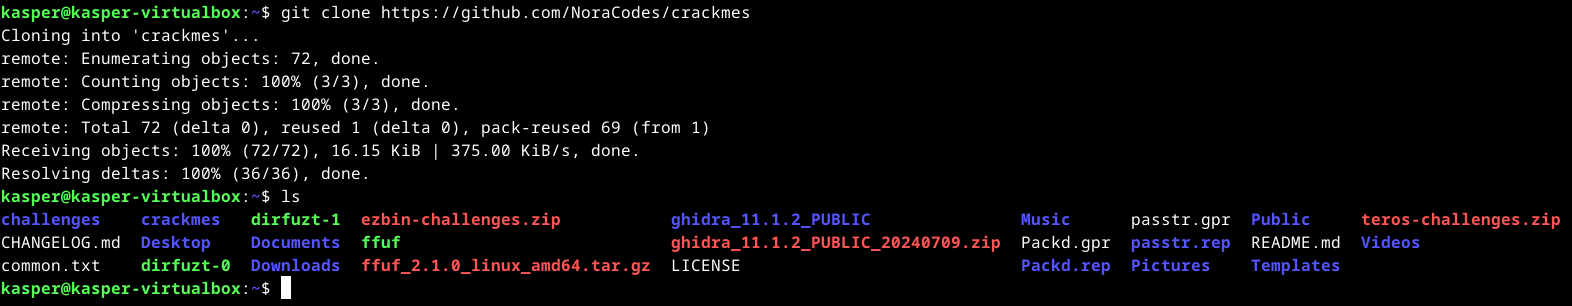 kasper@kasper-virtualbox:~$ git clone https://github.com/NoraCodes/crackmes
Cloning into 'crackmes'...
remote: Enumerating objects: 72, done.
remote: Counting objects: 100% (3/3), done.
remote: Compressing objects: 100% (3/3), done.
remote: Total 72 (delta 0), reused 1 (delta 0), pack-reused 69 (from 1)
Receiving objects: 100% (72/72), 16.15 KiB | 375.00 KiB/s, done.
Resolving deltas: 100% (36/36), done.
kasper@kasper-virtualbox:~$ ls
challenges    crackmes   dirfuzt-1  ezbin-challenges.zip           ghidra_11.1.2_PUBLIC               Music      passtr.gpr  Public     teros-challenges.zip
CHANGELOG.md  Desktop    Documents  ffuf                           ghidra_11.1.2_PUBLIC_20240709.zip  Packd.gpr  passtr.rep  README.md  Videos
common.txt    dirfuzt-0  Downloads  ffuf_2.1.0_linux_amd64.tar.gz  LICENSE                            Packd.rep  Pictures    Templates
kasper@kasper-virtualbox:~$